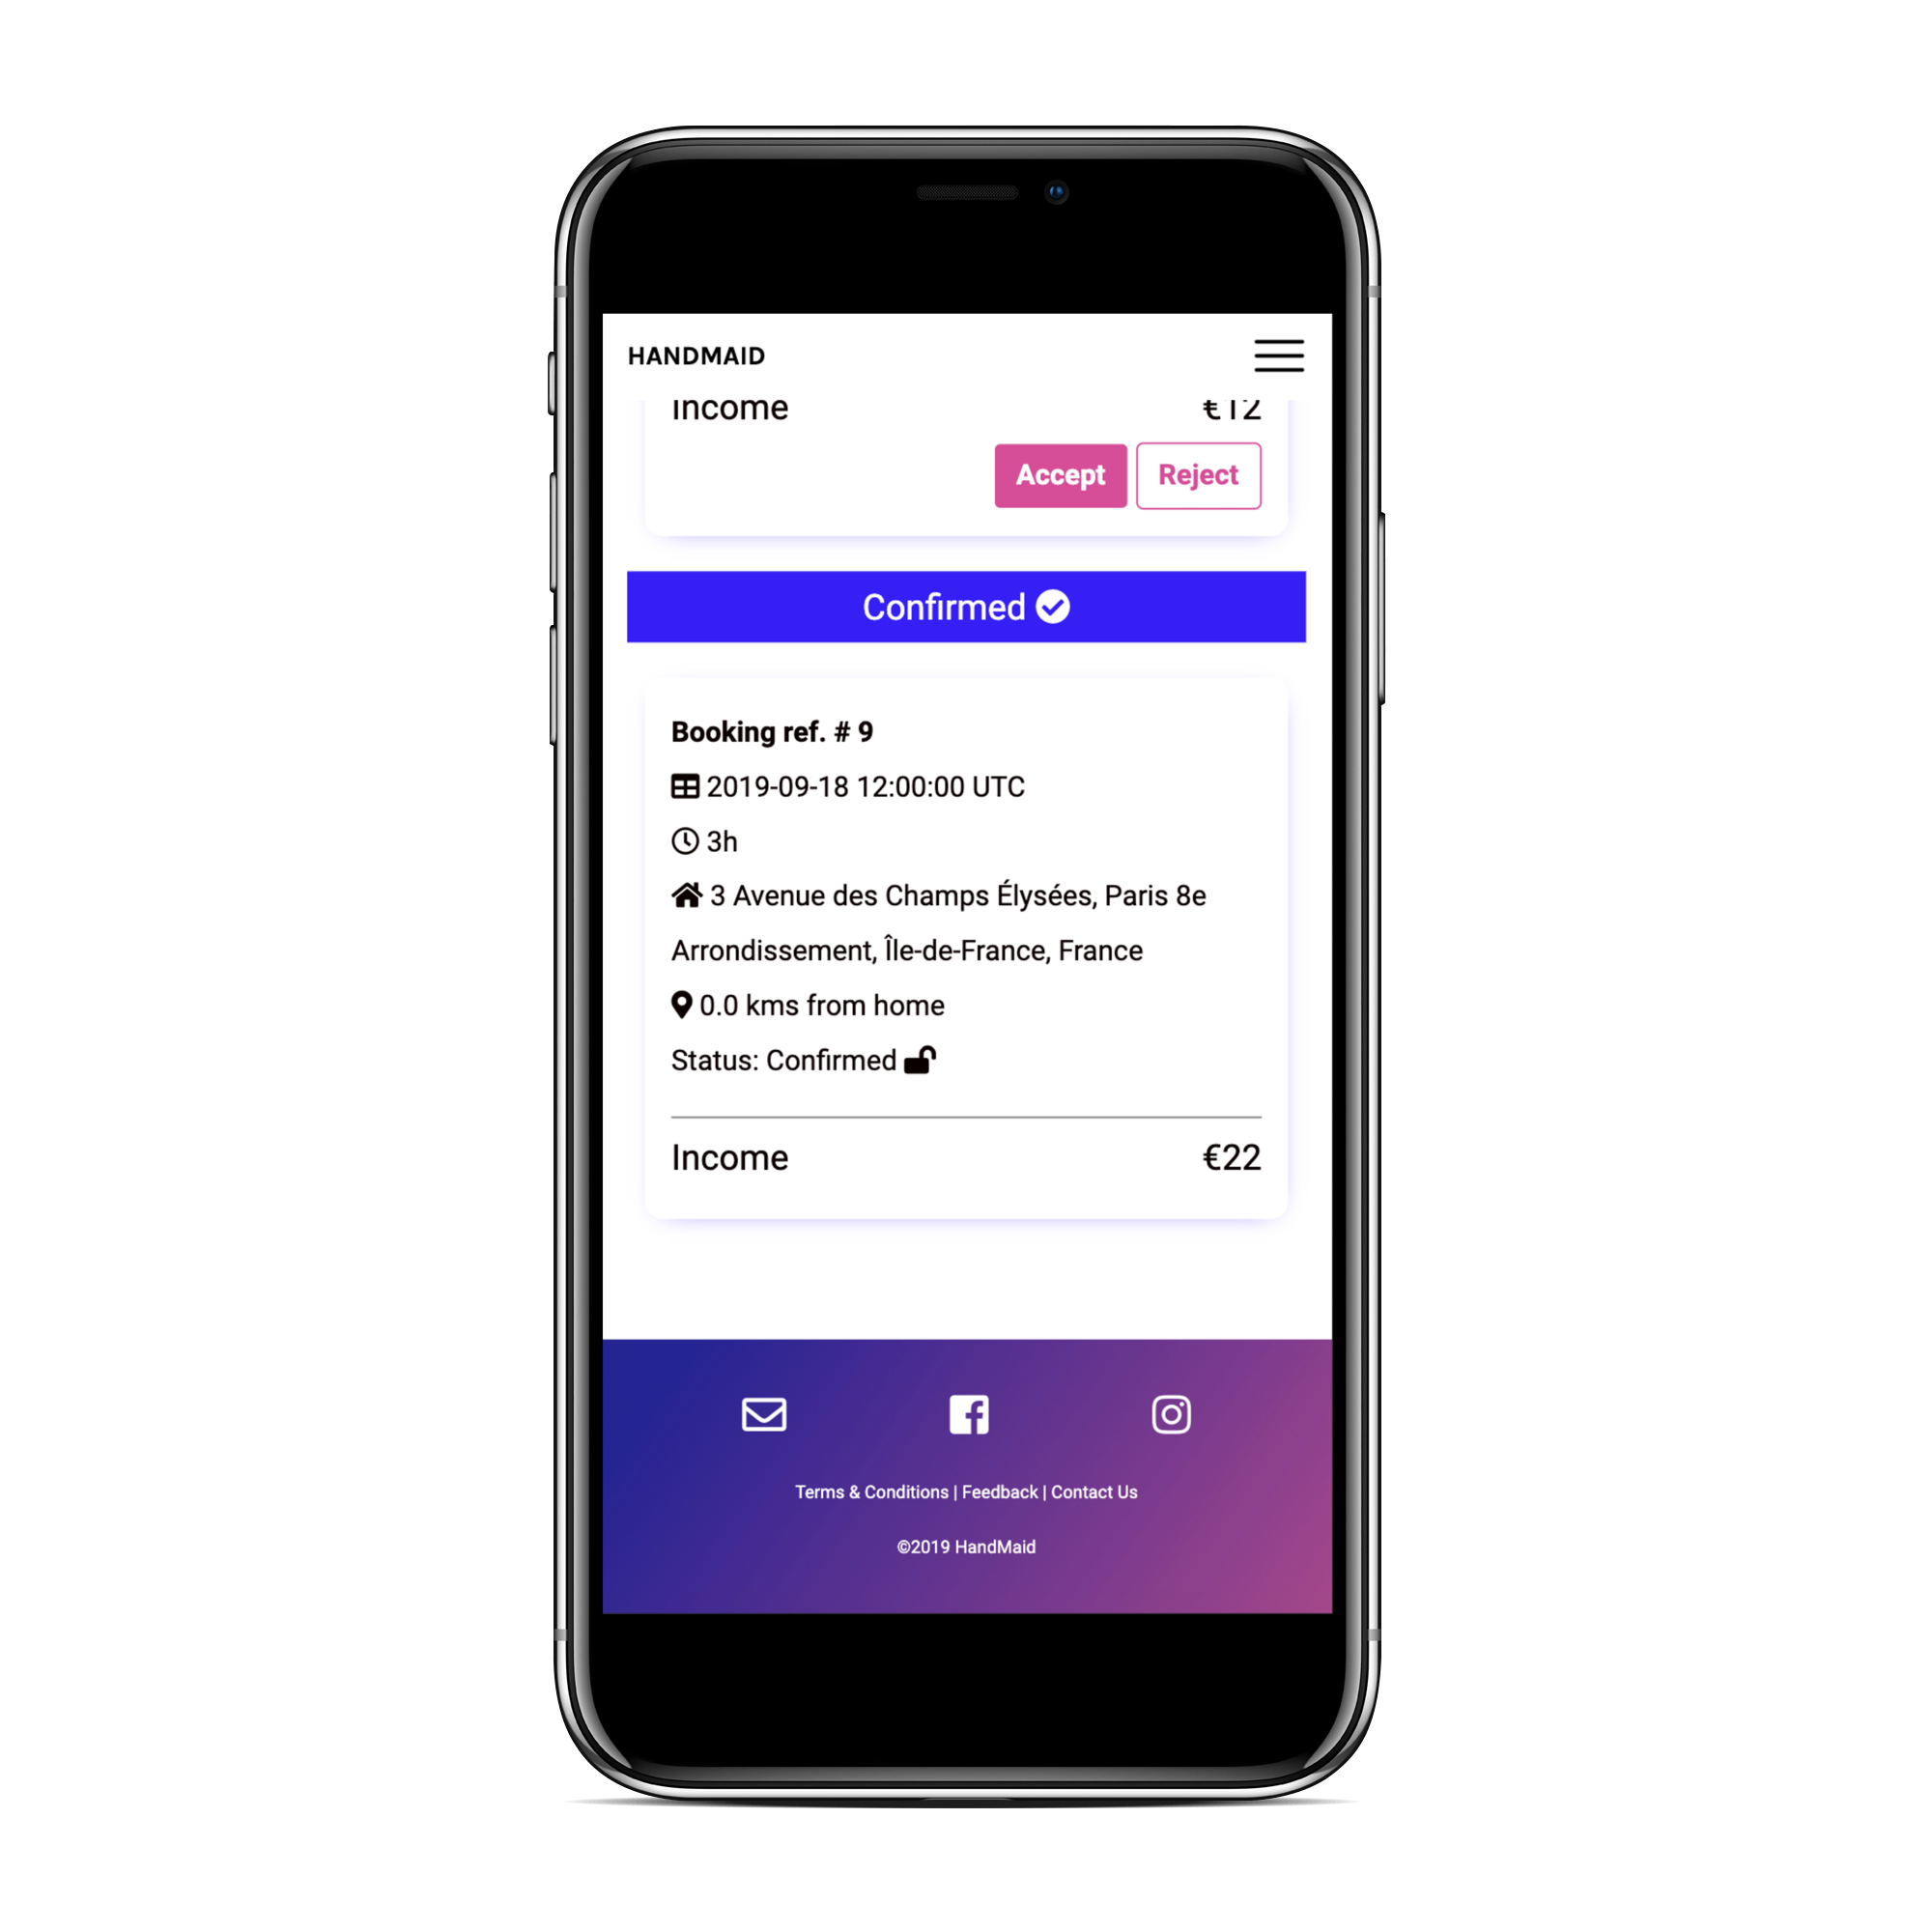 HANDMAID
Income €12
Accept Reject
Confirmed
Booking ref. # 9
2019-09-18 12:00:00 UTC
3h
3 Avenue des Champs Élysées, Paris 8e
Arrondissement, Île-de-France, France
0.0 kms from home
Status: Confirmed
Income €22
Terms & Conditions | Feedback | Contact Us
©2019 HandMaid